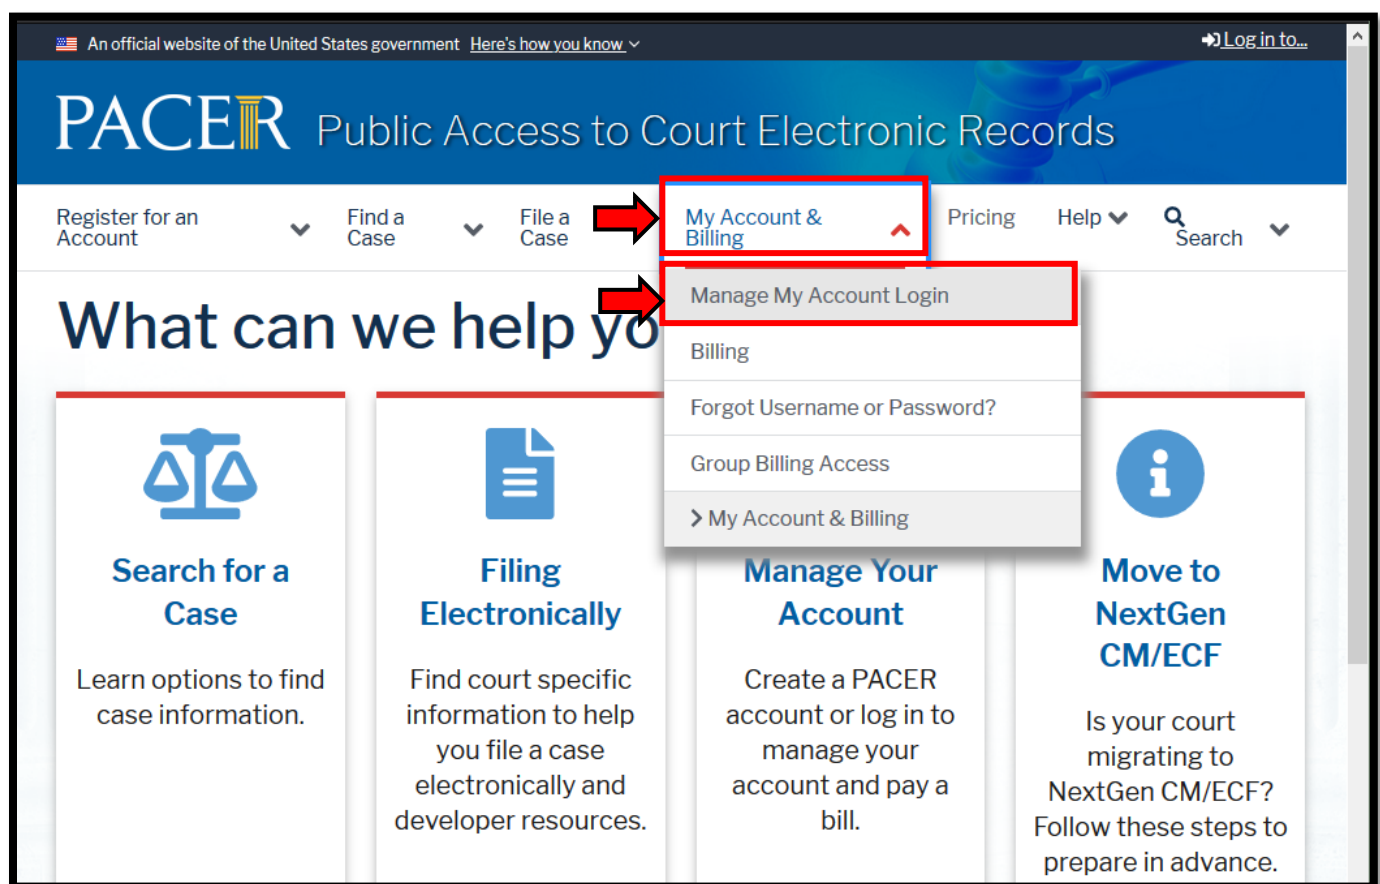 An official website of the United States government Here's how you know
Log in to...
PACER Public Access to Court Electronic Records
Register for an
Account
Find a
Case
File a
Case
My Account &
Billing
Pricing
Help
Search
Manage My Account Login
Billing
Forgot Username or Password?
Group Billing Access
My Account & Billing
What can we help yo
Search for a
Case
Learn options to find
case information.
Filing
Electronically
Find court specific
information to help
you file a case
electronically and
developer resources.
Manage Your
Account
Create a PACER
account or log in to
manage your
account and pay a
bill.
Move to
NextGen
CM/ECF
Is your court
migrating to
NextGen CM/ECF?
Follow these steps to
prepare in advance.